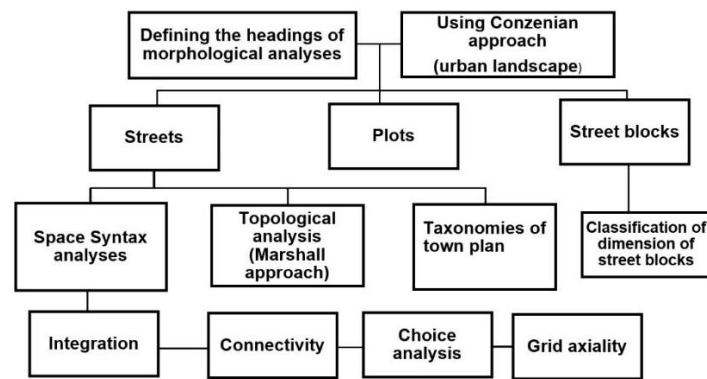 Defining the headings of
morphological analyses
Using Conzenian
approach
(urban landscape)
Streets
Plots
Street blocks
Space Syntax
analyses
Topological
analysis
(Marshall
approach)
Taxonomies of
town plan
Classification of
dimension of
street blocks
Integration
Connectivity
Choice
analysis
Grid axiality